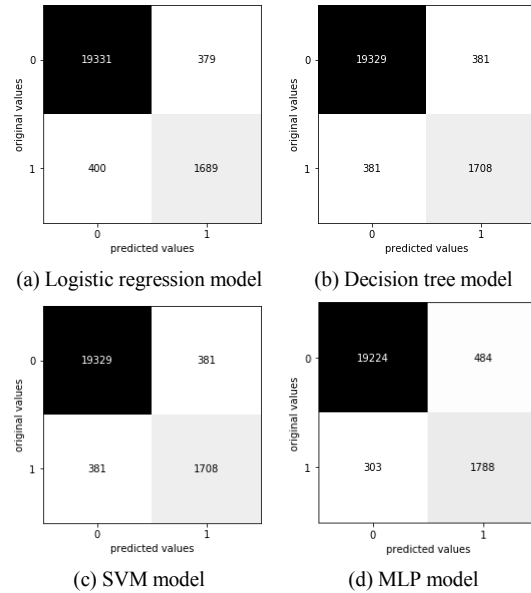 0
19331
379
original values
1
400
1689
0
1
predicted values
(a) Logistic regression model
0
19329
381
original values
1
381
1708
0
1
predicted values
(b) Decision tree model
0
19329
381
original values
1
381
1708
0
1
predicted values
(c) SVM model
0
19224
484
original values
1
303
1788
0
1
predicted values
(d) MLP model